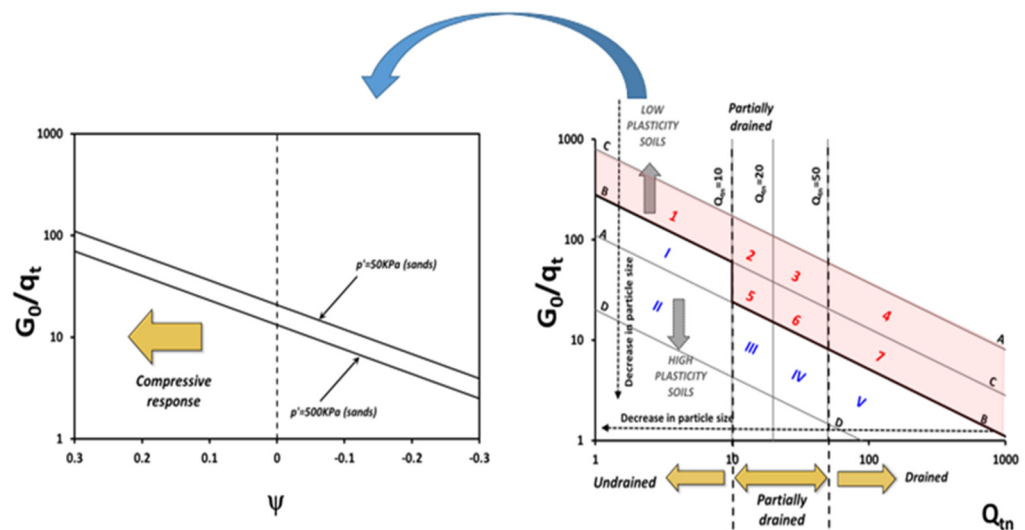 1000
100
10
1
G0/qt
p'=50KPa (sands)
p'=500KPa (sands)
Compressive
response
0.3
0.2
0.1
0
-0.1
-0.2
-0.3
ψ
LOW
PLASTICITY
SOILS
Partially
drained
Qtn=10
Qtn=20
Qtn=50
1000
100
10
1
G0/qt
C
B
A
D
1
2
3
4
5
6
7
I
II
III
IV
V
A
C
B
D
HIGH
PLASTICITY
SOILS
Decrease in particle size
Decrease in particle size
1
10
100
1000
Undrained
Partially
drained
Drained
Qtn